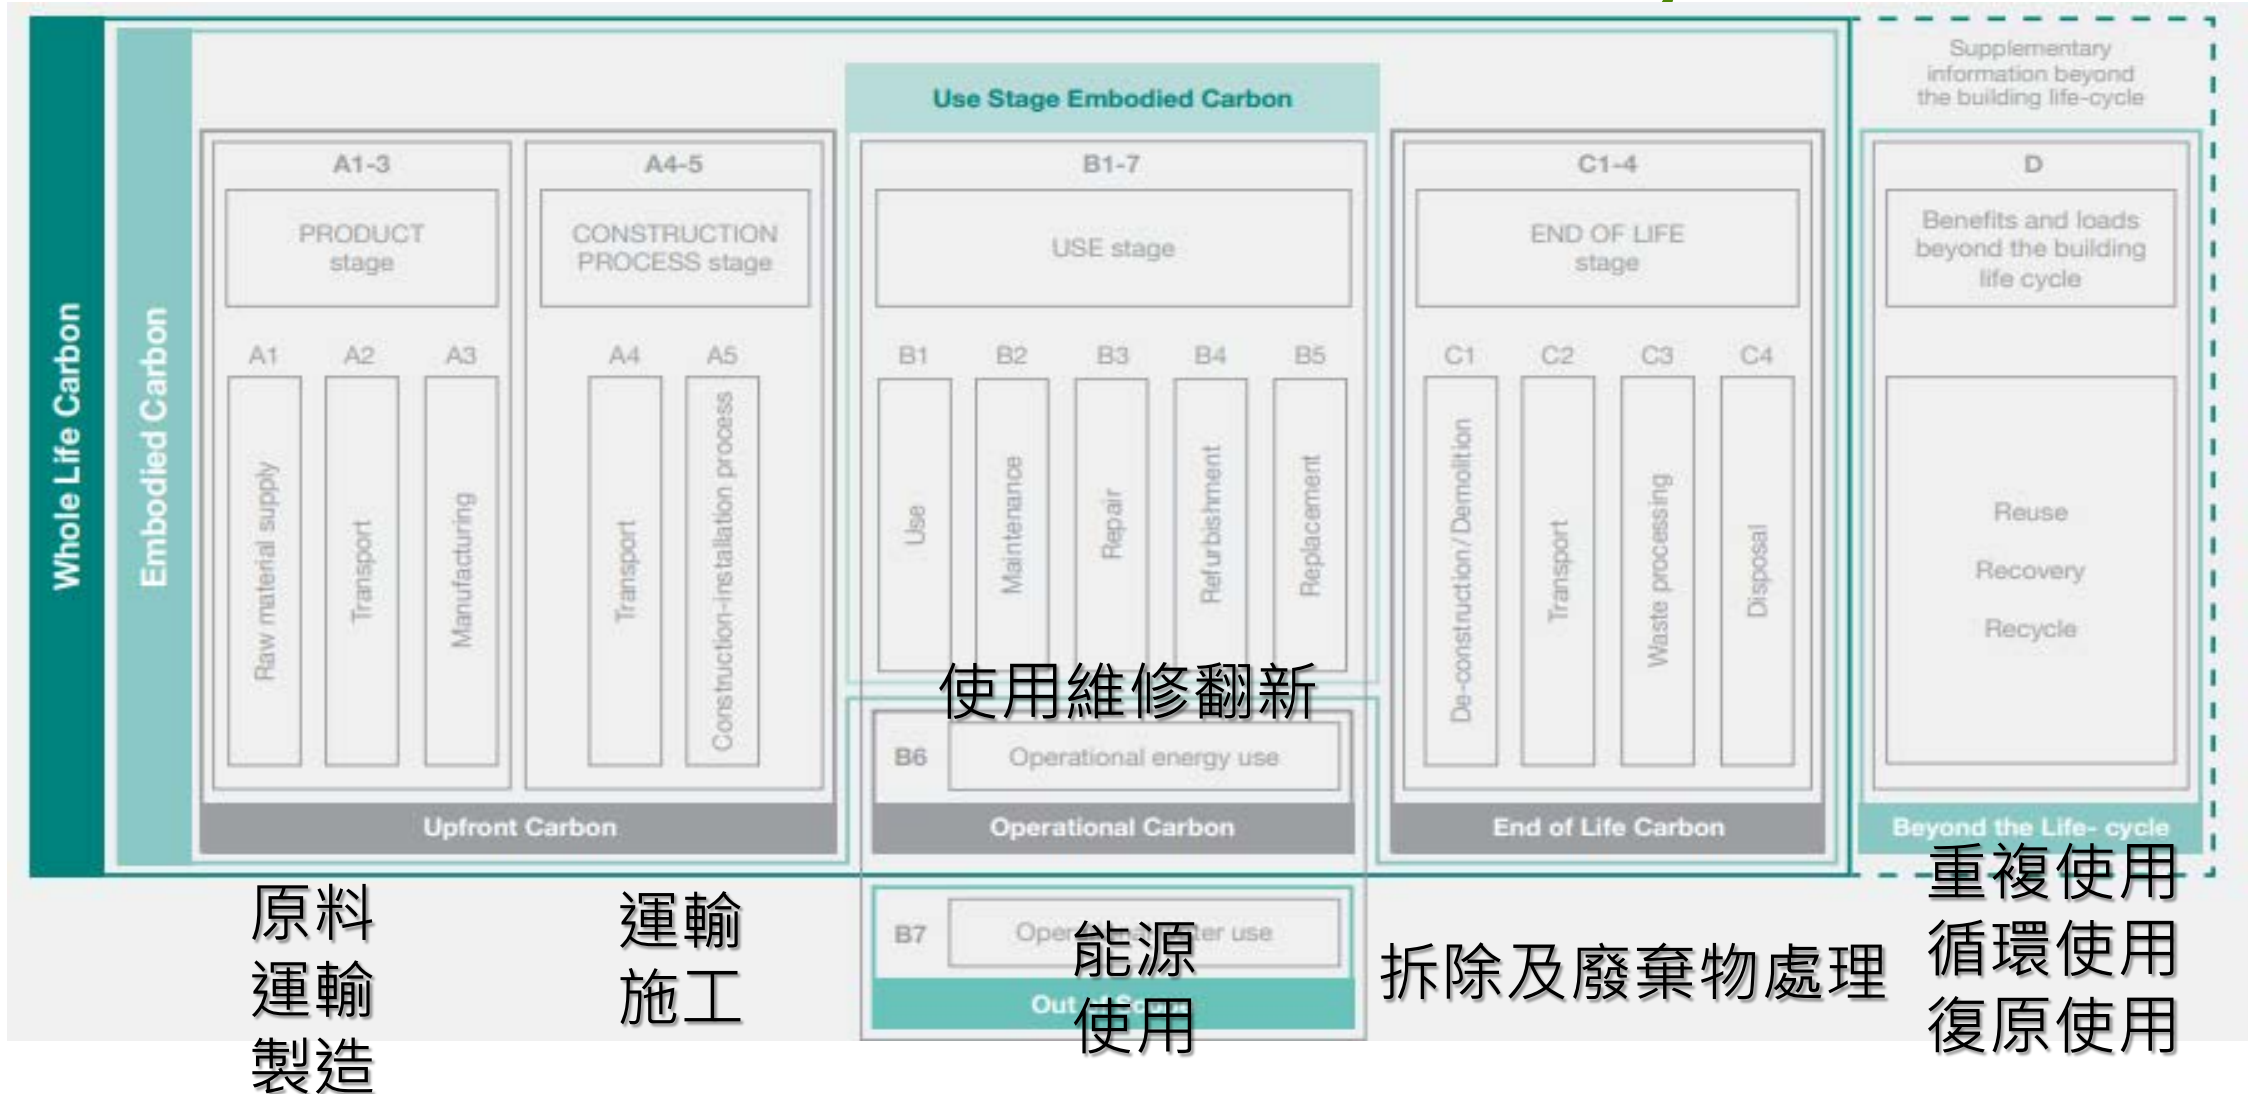 Whole Life Carbon
Embodied Carbon
Use Stage Embodied Carbon
Supplementary
information beyond
the building life-cycle
A1-3
PRODUCT
stage
A1
A2
A3
Raw material supply
Transport
Manufacturing
A4-5
CONSTRUCTION
PROCESS stage
A4
A5
Transport
Construction-installation process
Upfront Carbon
B1-7
USE stage
B1
B2
B3
B4
B5
Use
Maintenance
Repair
Refurbishment
Replacement
使用維修翻新
B6
Operational energy use
Operational Carbon
B7
use
Out of
C1-4
END OF LIFE
stage
C1
C2
C3
C4
De-construction/Demolition
Transport
Waste processing
Disposal
End of Life Carbon
D
Benefits and loads
beyond the building
life cycle
Reuse
Recovery
Recycle
Beyond the Life- cycle
原料
運輸
製造
運輸
施工
能源
使用
拆除及廢棄物處理
重複使用
循環使用
復原使用